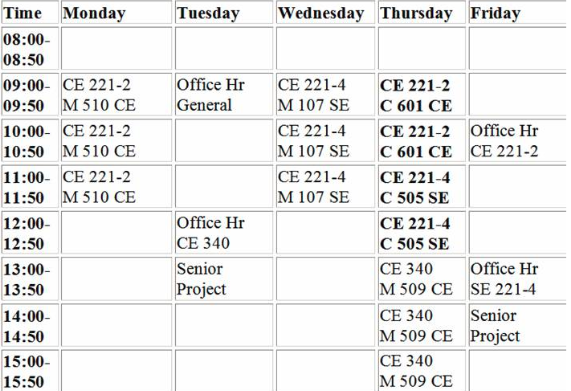 Time Monday Tuesday Wednesday Thursday Friday
08:00-
08:50
09:00- CE 221-2 Office Hr CE 221-4 CE 221-2
09:50 M 510 CE General M 107 SE C 601 CE
10:00- CE 221-2 CE 221-4 CE 221-2 Office Hr
10:50 M 510 CE M 107 SE C 601 CE CE 221-2
11:00- CE 221-2 CE 221-4 CE 221-4
11:50 M 510 CE M 107 SE C 505 SE
12:00- Office Hr CE 221-4
12:50 CE 340 C 505 SE
13:00- Senior CE 340 Office Hr
13:50 Project M 509 CE SE 221-4
14:00- CE 340 Senior
14:50 M 509 CE Project
15:00- CE 340
15:50 M 509 CE